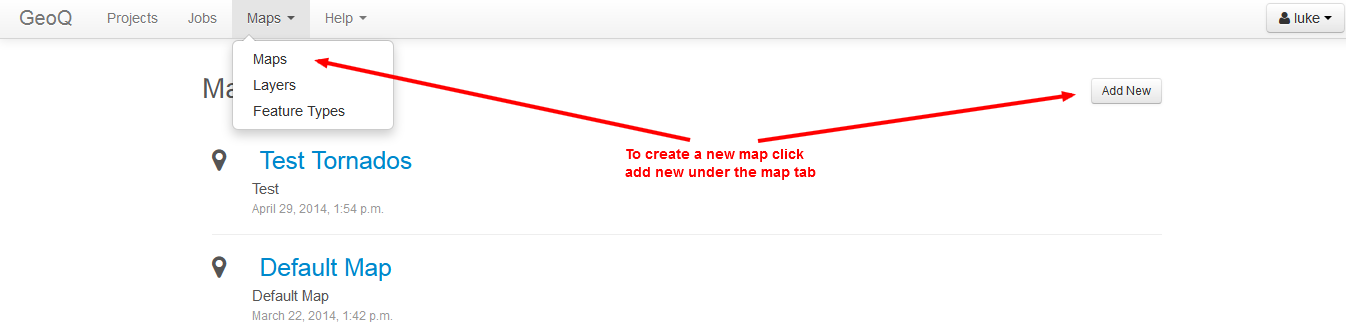 GeoQ Projects Jobs Maps Help luke
Maps
Layers
Feature Types
Ma
Add New
To create a new map click
add new under the map tab
Test Tornados
Test
April 29, 2014, 1:54 p.m.
Default Map
Default Map
March 22, 2014, 1:42 p.m.